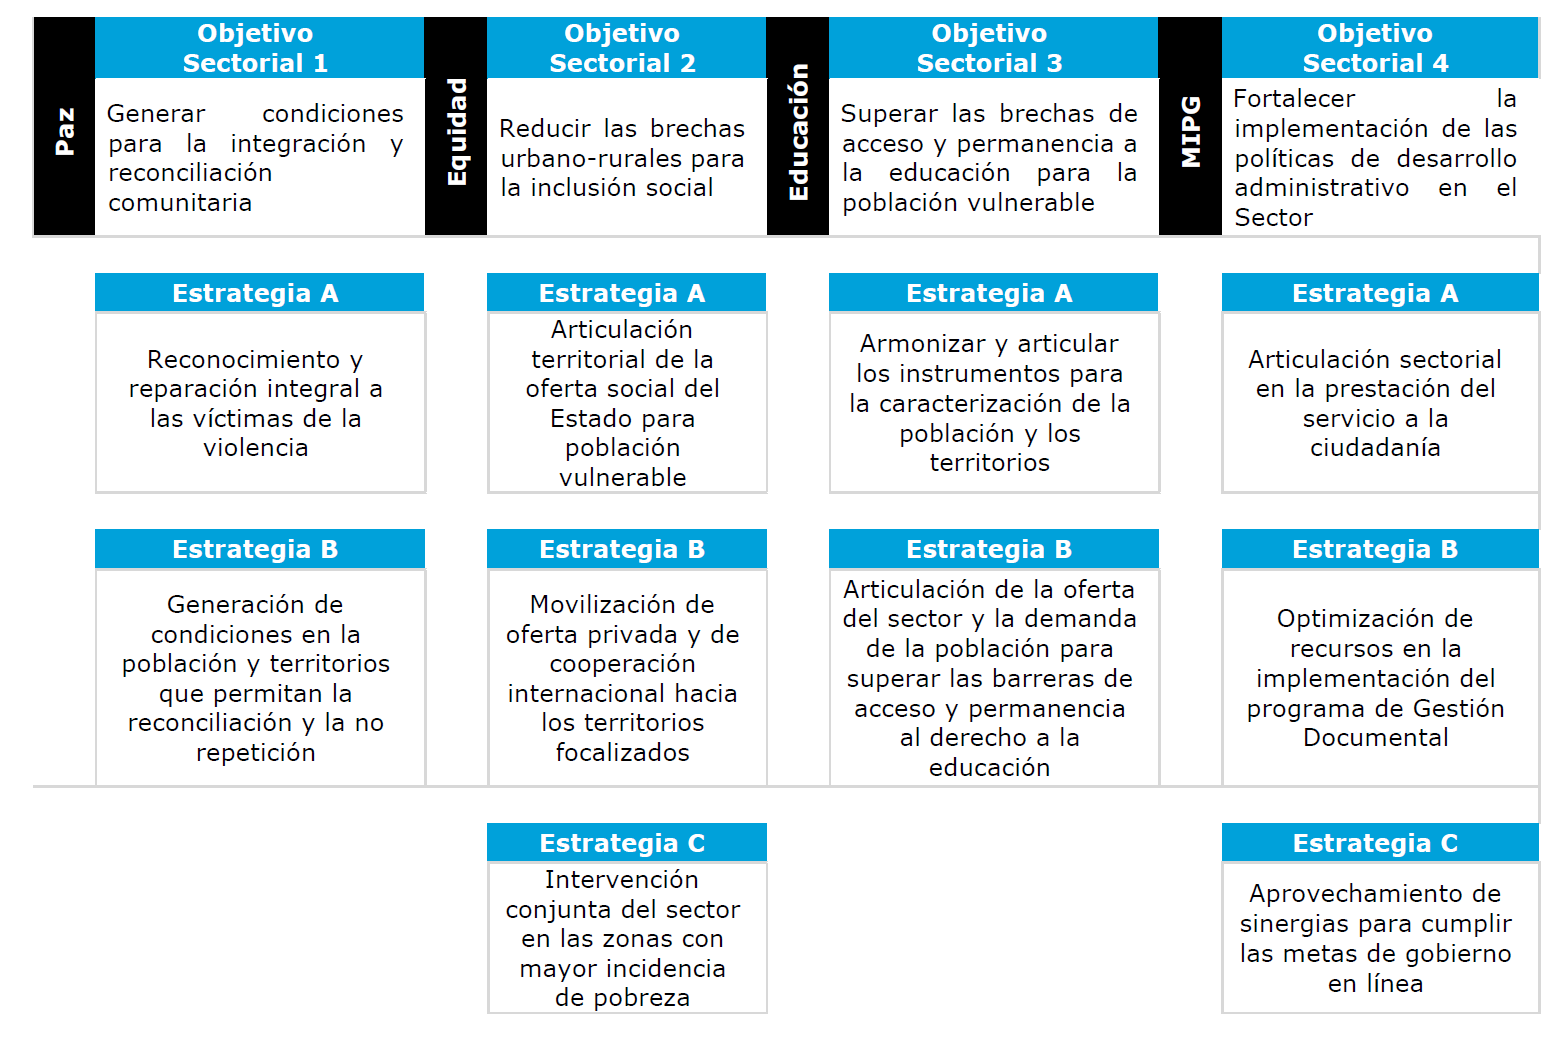 Paz
Objetivo
Sectorial 1
Generar condiciones
para la integración y
reconciliación
comunitaria
Equidad
Objetivo
Sectorial 2
Reducir las brechas
urbano-rurales para
la inclusión social
Educación
Objetivo
Sectorial 3
Superar las brechas de
acceso y permanencia a
la educación para la
población vulnerable
MIPG
Objetivo
Sectorial 4
Fortalecer la
implementación de las
políticas de desarrollo
administrativo en el
Sector
Estrategia A
Reconocimiento y
reparación integral a
las víctimas de la
violencia
Estrategia A
Articulación
territorial de la
oferta social del
Estado para
población
vulnerable
Estrategia A
Armonizar y articular
los instrumentos para
la caracterización de la
población y los
territorios
Estrategia A
Articulación sectorial
en la prestación del
servicio a la
ciudadanía
Estrategia B
Generación de
condiciones en la
población y territorios
que permitan la
reconciliación y la no
repetición
Estrategia B
Movilización de
oferta privada y de
cooperación
internacional hacia
los territorios
focalizados
Estrategia B
Articulación de la oferta
del sector y la demanda
de la población para
superar las barreras de
acceso y permanencia
al derecho a la
educación
Estrategia B
Optimización de
recursos en la
implementación del
programa de Gestión
Documental
Estrategia C
Intervención
conjunta del sector
en las zonas con
mayor incidencia
de pobreza
Estrategia C
Aprovechamiento de
sinergias para cumplir
las metas de gobierno
en línea